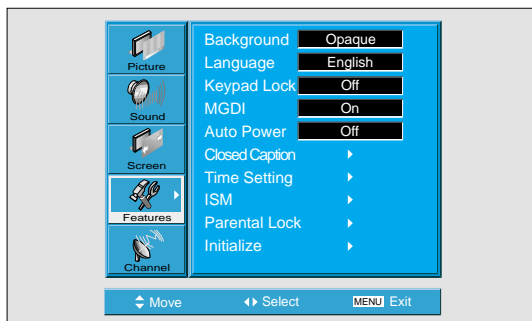 Picture
Sound
Screen
Features
Channel
Background Opaque
Language English
Keypad Lock Off
MGDI On
Auto Power Off
Closed Caption
Time Setting
ISM
Parental Lock
Initialize
Move Select MENU Exit